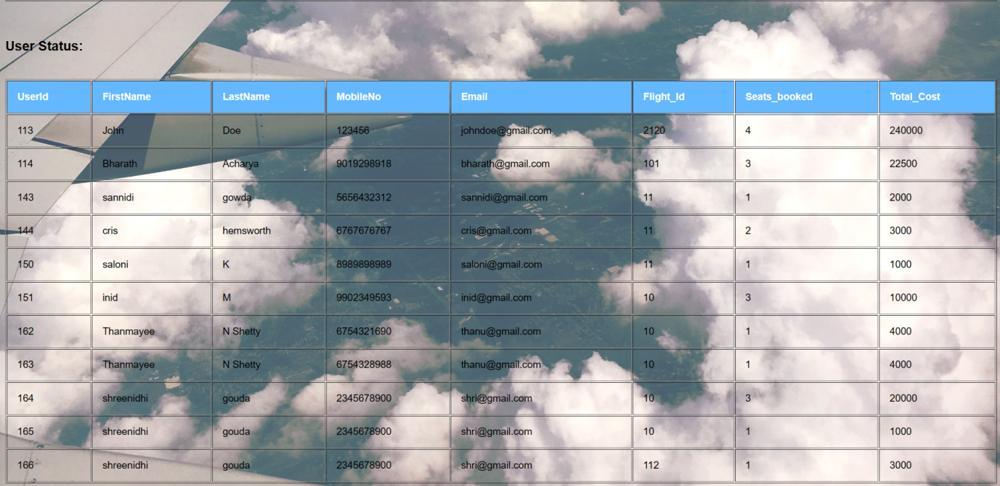 User Status:
UserId FirstName LastName MobileNo Email Flight_Id Seats_booked Total_Cost
113 John Doe 123456 johndoe@gmail.com 2120 4 240000
114 Bharath Acharya 9019298918 bharath@gmail.com 101 3 22500
143 sannidi gowda 5656432312 sannidi@gmail.com 11 1 2000
144 cris hemsworth 6767676767 cris@gmail.com 11 2 3000
150 saloni K 8989898989 saloni@gmail.com 11 1 1000
151 inid M 9902349593 inid@gmail.com 10 3 10000
162 Thanmayee N Shetty 6754321690 thanu@gmail.com 10 1 4000
163 Thanmayee N Shetty 6754328988 thanu@gmail.com 10 1 4000
164 shreenidhi gouda 2345678900 shri@gmail.com 10 3 20000
165 shreenidhi gouda 2345678900 shri@gmail.com 10 1 1000
166 shreenidhi gouda 2345678900 shri@gmail.com 112 1 3000